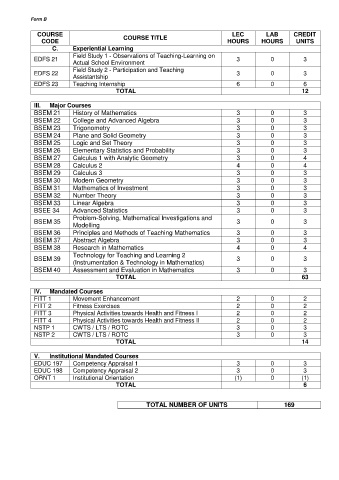 Form B
COURSE CODE COURSE TITLE LEC HOURS LAB HOURS CREDIT UNITS
C. Experiential Learning
EDFS 21 Field Study 1 - Observations of Teaching-Learning on Actual School Environment 3 0 3
EDFS 22 Field Study 2 - Participation and Teaching Assistantship 3 0 3
EDFS 23 Teaching Internship 6 0 6
TOTAL 12
III. Major Courses
BSEM 21 History of Mathematics 3 0 3
BSEM 22 College and Advanced Algebra 3 0 3
BSEM 23 Trigonometry 3 0 3
BSEM 24 Plane and Solid Geometry 3 0 3
BSEM 25 Logic and Set Theory 3 0 3
BSEM 26 Elementary Statistics and Probability 3 0 3
BSEM 27 Calculus 1 with Analytic Geometry 3 0 4
BSEM 28 Calculus 2 4 0 4
BSEM 29 Calculus 3 3 0 3
BSEM 30 Modern Geometry 3 0 3
BSEM 31 Mathematics of Investment 3 0 3
BSEM 32 Number Theory 3 0 3
BSEM 33 Linear Algebra 3 0 3
BSEE 34 Advanced Statistics 3 0 3
BSEM 35 Problem-Solving, Mathematical Investigations and Modelling 3 0 3
BSEM 36 Principles and Methods of Teaching Mathematics 3 0 3
BSEM 37 Abstract Algebra 3 0 3
BSEM 38 Research in Mathematics 4 0 4
BSEM 39 Technology for Teaching and Learning 2 (Instrumentation & Technology in Mathematics) 3 0 3
BSEM 40 Assessment and Evaluation in Mathematics 3 0 3
TOTAL 63
IV. Mandated Courses
FITT 1 Movement Enhancement 2 0 2
FITT 2 Fitness Exercises 2 0 2
FITT 3 Physical Activities towards Health and Fitness I 2 0 2
FITT 4 Physical Activities towards Health and Fitness II 2 0 2
NSTP 1 CWTS / LTS / ROTC 3 0 3
NSTP 2 CWTS / LTS / ROTC 3 0 3
TOTAL 14
V. Institutional Mandated Courses
EDUC 197 Competency Appraisal 1 3 0 3
EDUC 198 Competency Appraisal 2 3 0 3
ORNT 1 Institutional Orientation (1) 0 (1)
TOTAL 6
TOTAL NUMBER OF UNITS 169